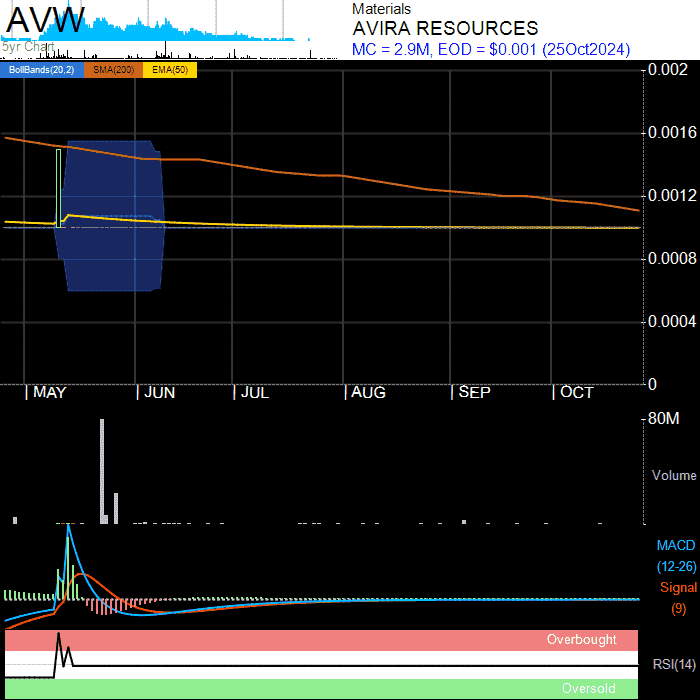 AVW
5yr Chart
Materials
AVIRA RESOURCES
MC = 2.9M, EOD = $0.001 (25Oct2024)
BollBands(20,2) SMA(200) EMA(50)
0.002
0.0016
0.0012
0.0008
0.0004
0
MAY JUN JUL AUG SEP OCT
80M
Volume
MACD
(12-26)
Signal
(9)
Overbought
RSI(14)
Oversold